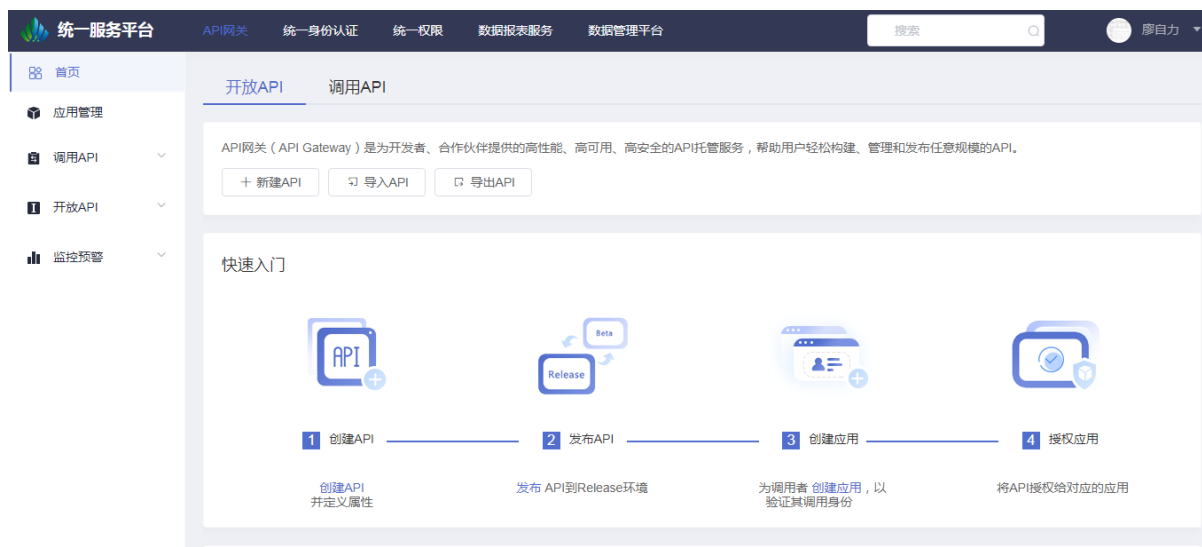 统一服务平台 API网关 统一身份认证 统一权限 数据报表服务 数据管理平台 搜索 廖自力
首页
应用管理
调用API
开放API
监控预警
开放API 调用API
API网关（API Gateway）是为开发者、合作伙伴提供的高性能、高可用、高安全的API托管服务，帮助用户轻松构建、管理和发布任意规模的API。
新建API 导入API 导出API
快速入门
API
Beta
Release
1 创建API 2 发布API 3 创建应用 4 授权应用
创建API
并定义属性
发布 API到Release环境
为调用者 创建应用，以
验证其调用身份
将API授权给对应的应用